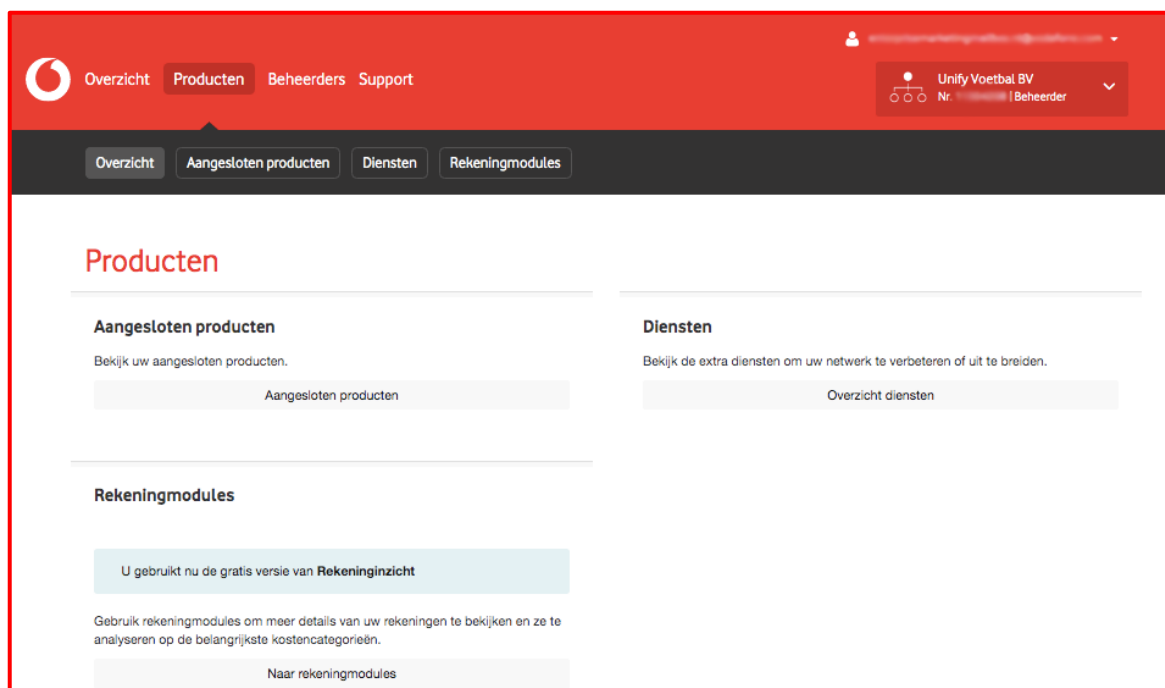 Overzicht Producten Beheerders Support
Unify Voetbal BV
Nr. | Beheerder
Overzicht Aangesloten producten Diensten Rekeningmodules
Producten
Aangesloten producten
Bekijk uw aangesloten producten.
Aangesloten producten
Diensten
Bekijk de extra diensten om uw netwerk te verbeteren of uit te breiden.
Overzicht diensten
Rekeningmodules
U gebruikt nu de gratis versie van Rekeninginzicht
Gebruik rekeningmodules om meer details van uw rekeningen te bekijken en ze te
analyseren op de belangrijkste kostencategorieën.
Naar rekeningmodules